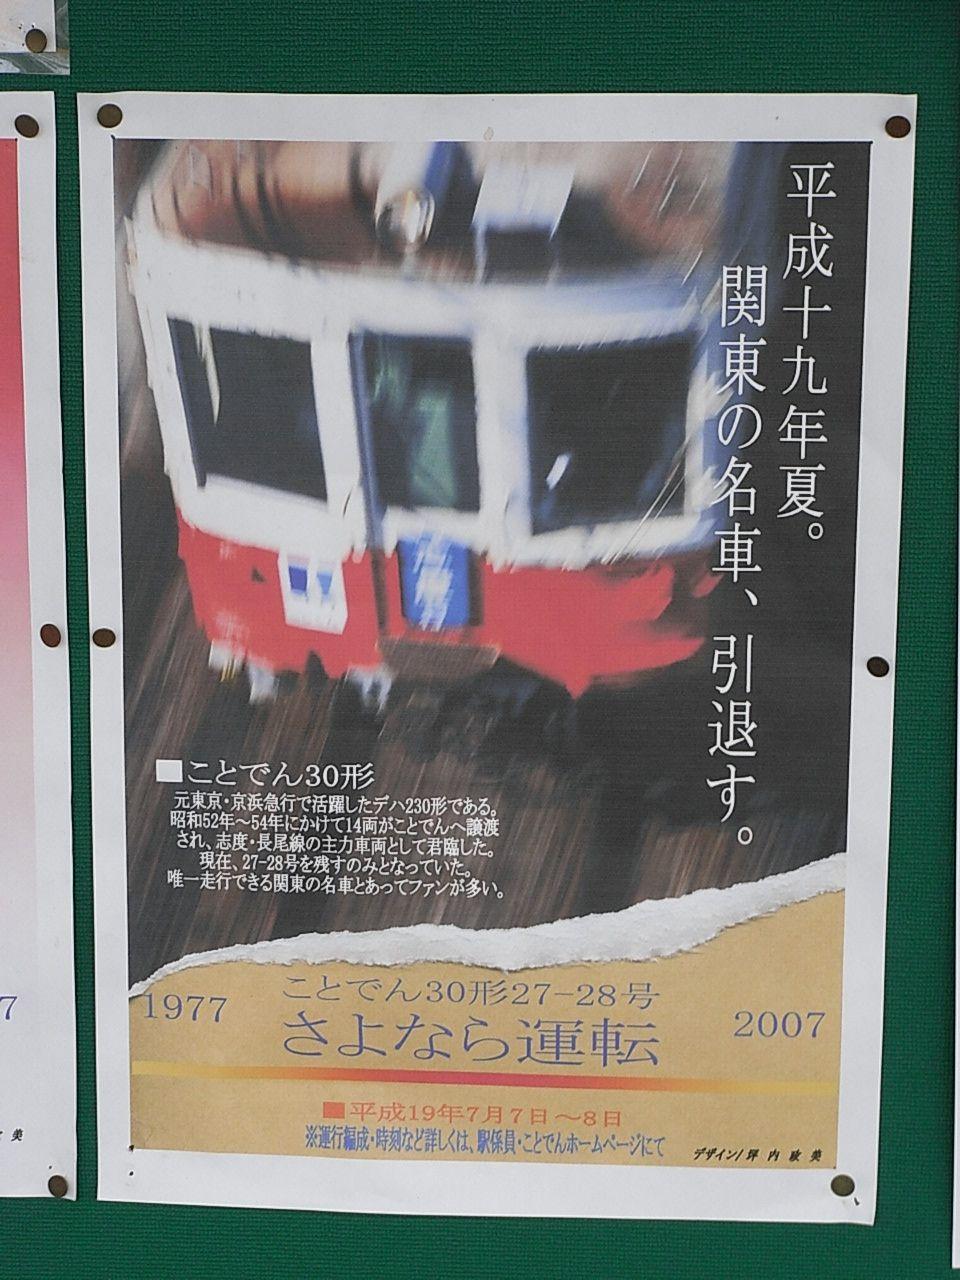 平成十九年夏。
関東の名車、引退す。
■ことでん30形
元東京・京浜急行で活躍したデハ230形である。
昭和52年～54年にかけて14両がことでんへ譲渡
され、志度・長尾線の主力車両として君臨した。
現在、27-28号を残すのみとなっていた。
唯一走行できる関東の名車とあってファンが多い。
1977
ことでん30形27-28号
さよなら運転
2007
■平成19年7月7日～8日
※運行編成・時刻など詳しくは、駅係員・ことでんホームページにて
デザイン/坪内政美
7
美